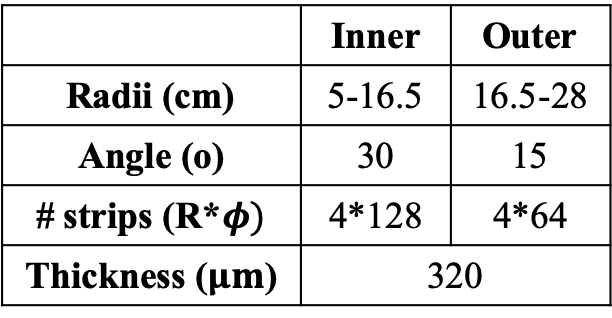 Inner Outer
Radii (cm) 5-16.5 16.5-28
Angle (o) 30 15
# strips (R*ϕ) 4*128 4*64
Thickness (μm) 320